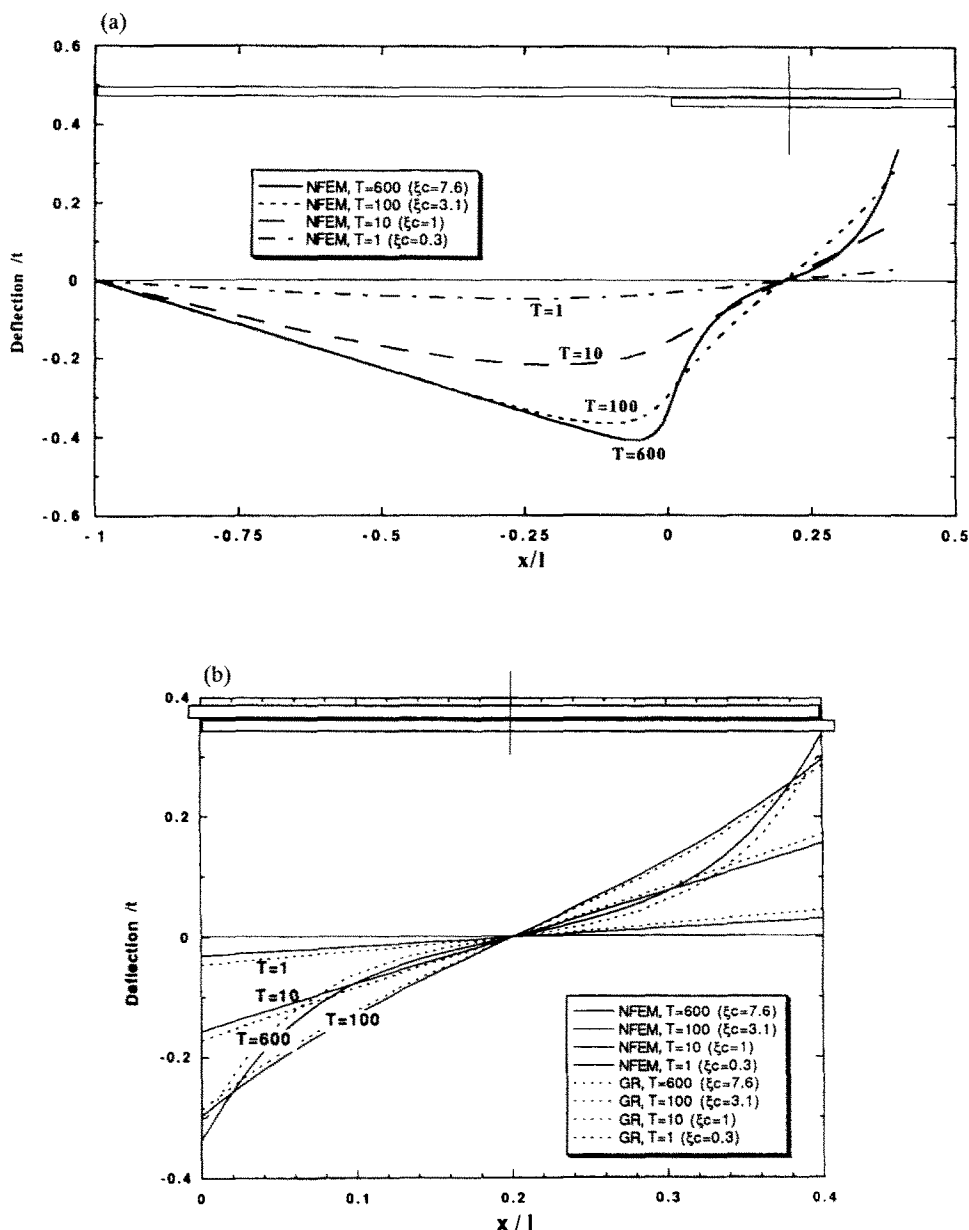 (a)
0.6
0.4
0.2
0
-0.2
-0.4
-0.6
Deflection /t
NFEM, T=600 (ξc=7.6)
NFEM, T=100 (ξc=3.1)
NFEM, T=10 (ξc=1)
NFEM, T=1 (ξc=0.3)
T=1
T=10
T=100
T=600
-1
-0.75
-0.5
-0.25
0
0.25
0.5
x/l
(b)
0.4
0.2
0
-0.2
-0.4
Deflection /t
T=1
T=10
T=100
T=600
NFEM, T=600 (ξc=7.6)
NFEM, T=100 (ξc=3.1)
NFEM, T=10 (ξc=1)
NFEM, T=1 (ξc=0.3)
GR, T=600 (ξc=7.6)
GR, T=100 (ξc=3.1)
GR, T=10 (ξc=1)
GR, T=1 (ξc=0.3)
0
0.1
0.2
0.3
0.4
x / l